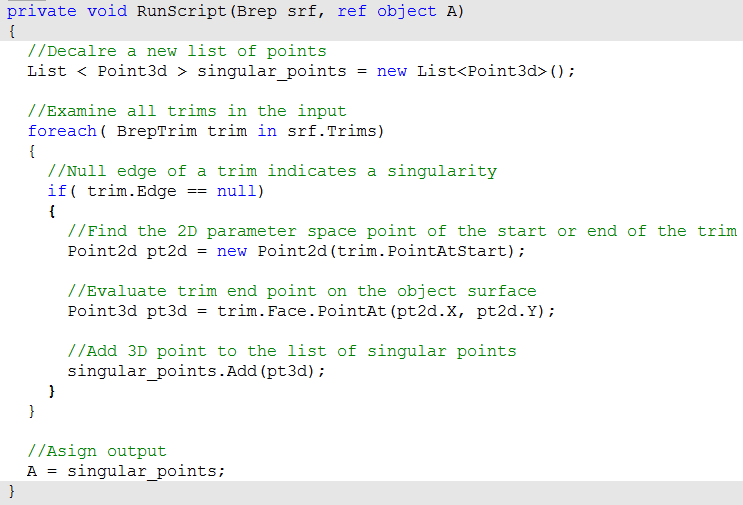 private void RunScript(Brep srf, ref object A)
{
  //Decalre a new list of points
  List < Point3d > singular_points = new List<Point3d>();

  //Examine all trims in the input
  foreach( BrepTrim trim in srf.Trims)
  {
    //Null edge of a trim indicates a singularity
    if( trim.Edge == null)
    {
      //Find the 2D parameter space point of the start or end of the trim
      Point2d pt2d = new Point2d(trim.PointAtStart);

      //Evaluate trim end point on the object surface
      Point3d pt3d = trim.Face.PointAt(pt2d.X, pt2d.Y);

      //Add 3D point to the list of singular points
      singular_points.Add(pt3d);
    }
  }

  //Asign output
  A = singular_points;
}